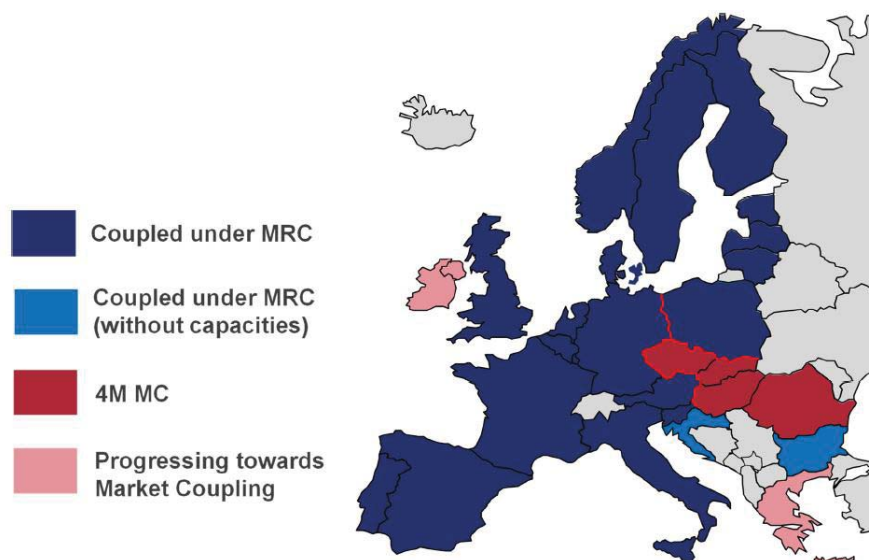 Coupled under MRC
Coupled under MRC
(without capacities)
4M MC
Progressing towards
Market Coupling